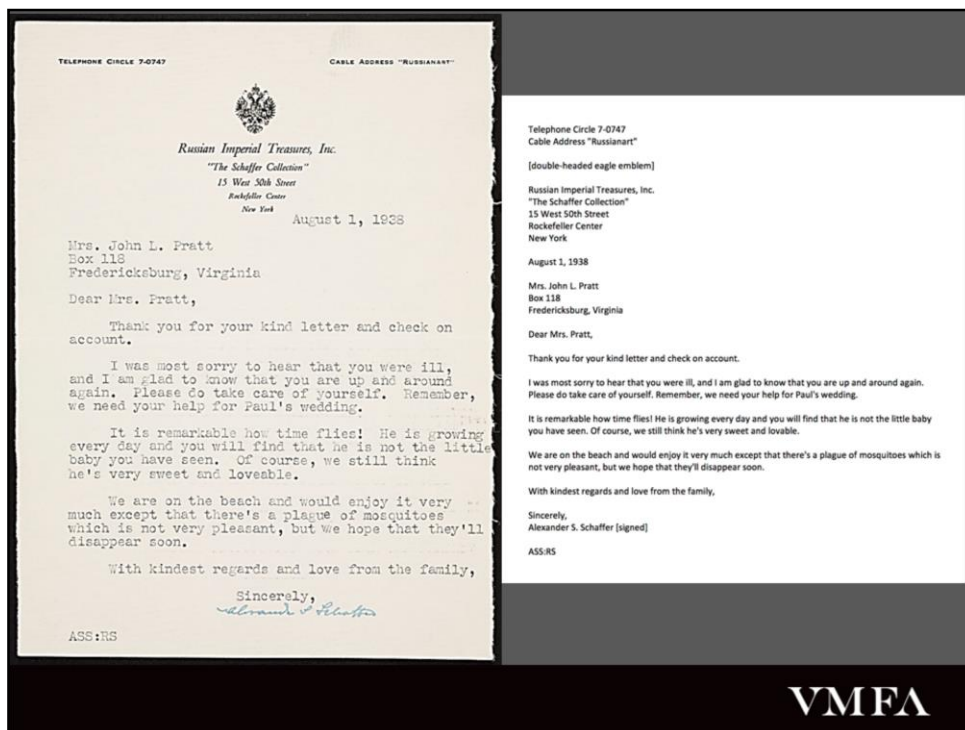 TELEPHONE CIRCLE 7-0747
CABLE ADDRESS "RUSSIANART"
Russian Imperial Treasures, Inc.
"The Schaffer Collection"
15 West 50th Street
Rockefeller Center
New York
August 1, 1938
Mrs. John L. Pratt
Box 118
Fredericksburg, Virginia
Dear Mrs. Pratt,
Thank you for your kind letter and check on
account.
I was most sorry to hear that you were ill,
and I am glad to know that you are up and around
again. Please do take care of yourself. Remember,
we need your help for Paul's wedding.
It is remarkable how time flies! He is growing
every day and you will find that he is not the little
baby you have seen. Of course, we still think
he's very sweet and loveable.
We are on the beach and would enjoy it very
much except that there's a plague of mosquitoes
which is not very pleasant, but we hope that they'll
disappear soon.
With kindest regards and love from the family,
Sincerely,
Alexander S Schaffer
ASS:RS
Telephone Circle 7-0747
Cable Address "Russianart"
[double-headed eagle emblem]
Russian Imperial Treasures, Inc.
"The Schaffer Collection"
15 West 50th Street
Rockefeller Center
New York
August 1, 1938
Mrs. John L. Pratt
Box 118
Fredericksburg, Virginia
Dear Mrs. Pratt,
Thank you for your kind letter and check on account.
I was most sorry to hear that you were ill, and I am glad to know that you are up and around again.
Please do take care of yourself. Remember, we need your help for Paul's wedding.
It is remarkable how time flies! He is growing every day and you will find that he is not the little baby
you have seen. Of course, we still think he's very sweet and lovable.
We are on the beach and would enjoy it very much except that there's a plague of mosquitoes which is
not very pleasant, but we hope that they'll disappear soon.
With kindest regards and love from the family,
Sincerely,
Alexander S. Schaffer [signed]
ASS:RS
VMFA